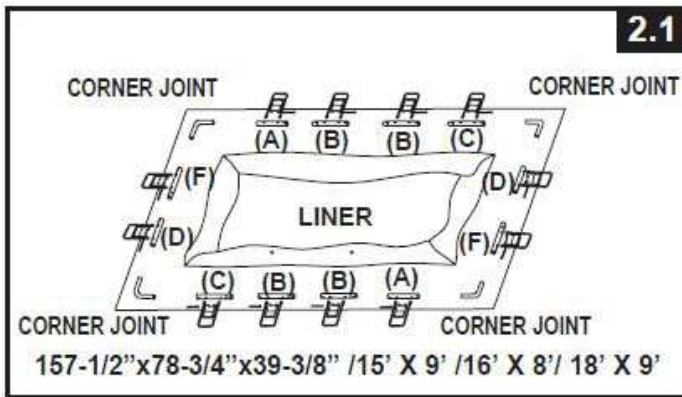 2.1
CORNER JOINT
CORNER JOINT
(A) (B) (B) (C)
(F)
(D)
LINER
(D)
(F)
(C) (B) (B) (A)
CORNER JOINT
CORNER JOINT
157-1/2”x78-3/4”x39-3/8” /15’ X 9’ /16’ X 8’/ 18’ X 9’